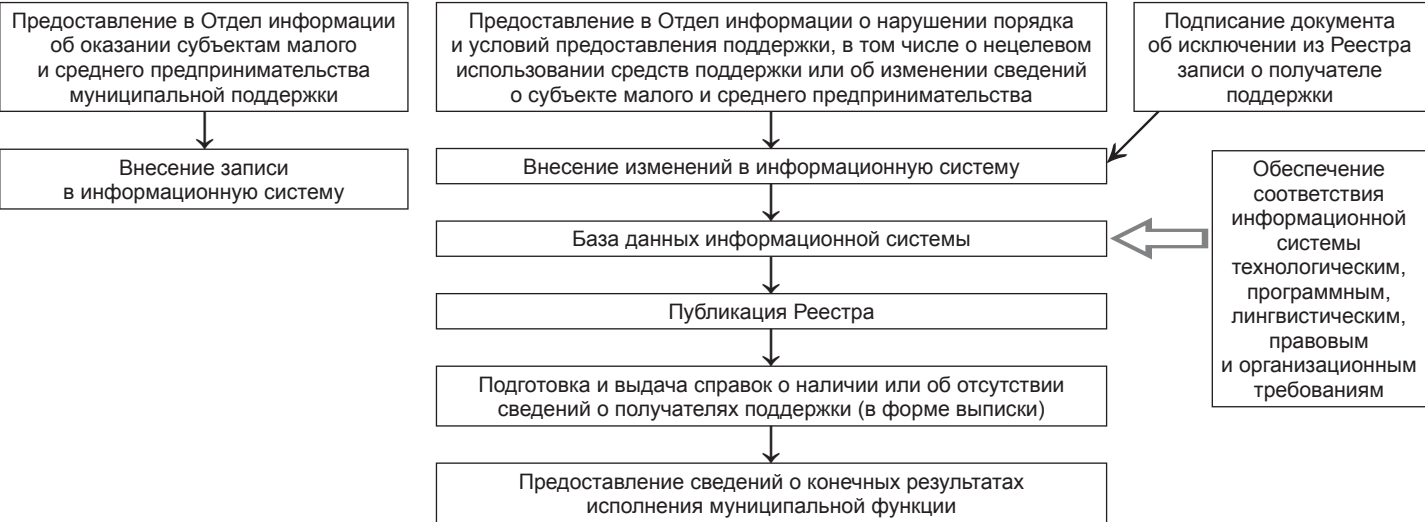 Предоставление в Отдел информации
об оказании субъектам малого
и среднего предпринимательства
муниципальной поддержки
Предоставление в Отдел информации о нарушении порядка
и условий предоставления поддержки, в том числе о нецелевом
использовании средств поддержки или об изменении сведений
о субъекте малого и среднего предпринимательства
Подписание документа
об исключении из Реестра
записи о получателе
поддержки
Внесение записи
в информационную систему
Внесение изменений в информационную систему
Обеспечение
соответствия
информационной
системы
технологическим,
программным,
лингвистическим,
правовым
и организационным
требованиям
База данных информационной системы
Публикация Реестра
Подготовка и выдача справок о наличии или об отсутствии
сведений о получателях поддержки (в форме выписки)
Предоставление сведений о конечных результатах
исполнения муниципальной функции